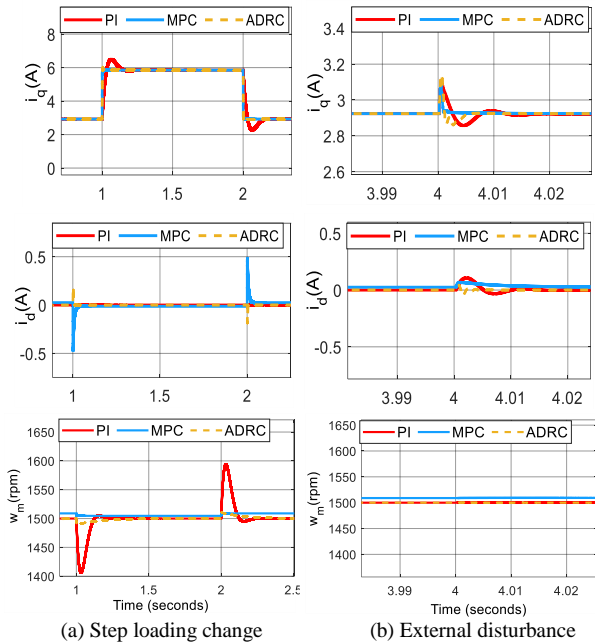 PI MPC ADRC
8
6
4
2
0
i_q(A)
1 1.5 2
PI MPC ADRC
3.4
3.2
3
2.8
2.6
i_q(A)
3.99 4 4.01 4.02
PI MPC ADRC
0.5
0
-0.5
i_d(A)
1 1.5 2
PI MPC ADRC
0.5
0
-0.5
i_d(A)
3.99 4 4.01 4.02
PI MPC ADRC
1650
1600
1550
1500
1450
1400
w_m(rpm)
1 1.5 2 2.5
Time (seconds)
(a) Step loading change
PI MPC ADRC
1650
1600
1550
1500
1450
1400
w_m(rpm)
3.99 4 4.01 4.02
Time (seconds)
(b) External disturbance